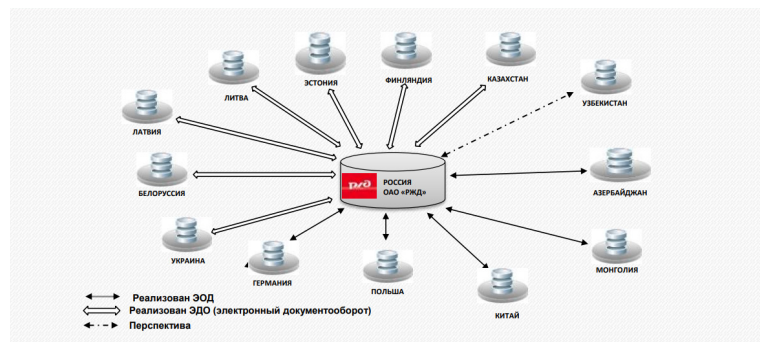 ЭСТОНИЯ
ФИНЛЯНДИЯ
КАЗАХСТАН
ЛИТВА
УЗБЕКИСТАН
ЛАТВИЯ
БЕЛОРУССИЯ
РЖД
РОССИЯ
ОАО «РЖД»
АЗЕРБАЙДЖАН
УКРАИНА
ГЕРМАНИЯ
ПОЛЬША
МОНГОЛИЯ
КИТАЙ
Реализован ЭОД
Реализован ЭДО (электронный документооборот)
Перспектива